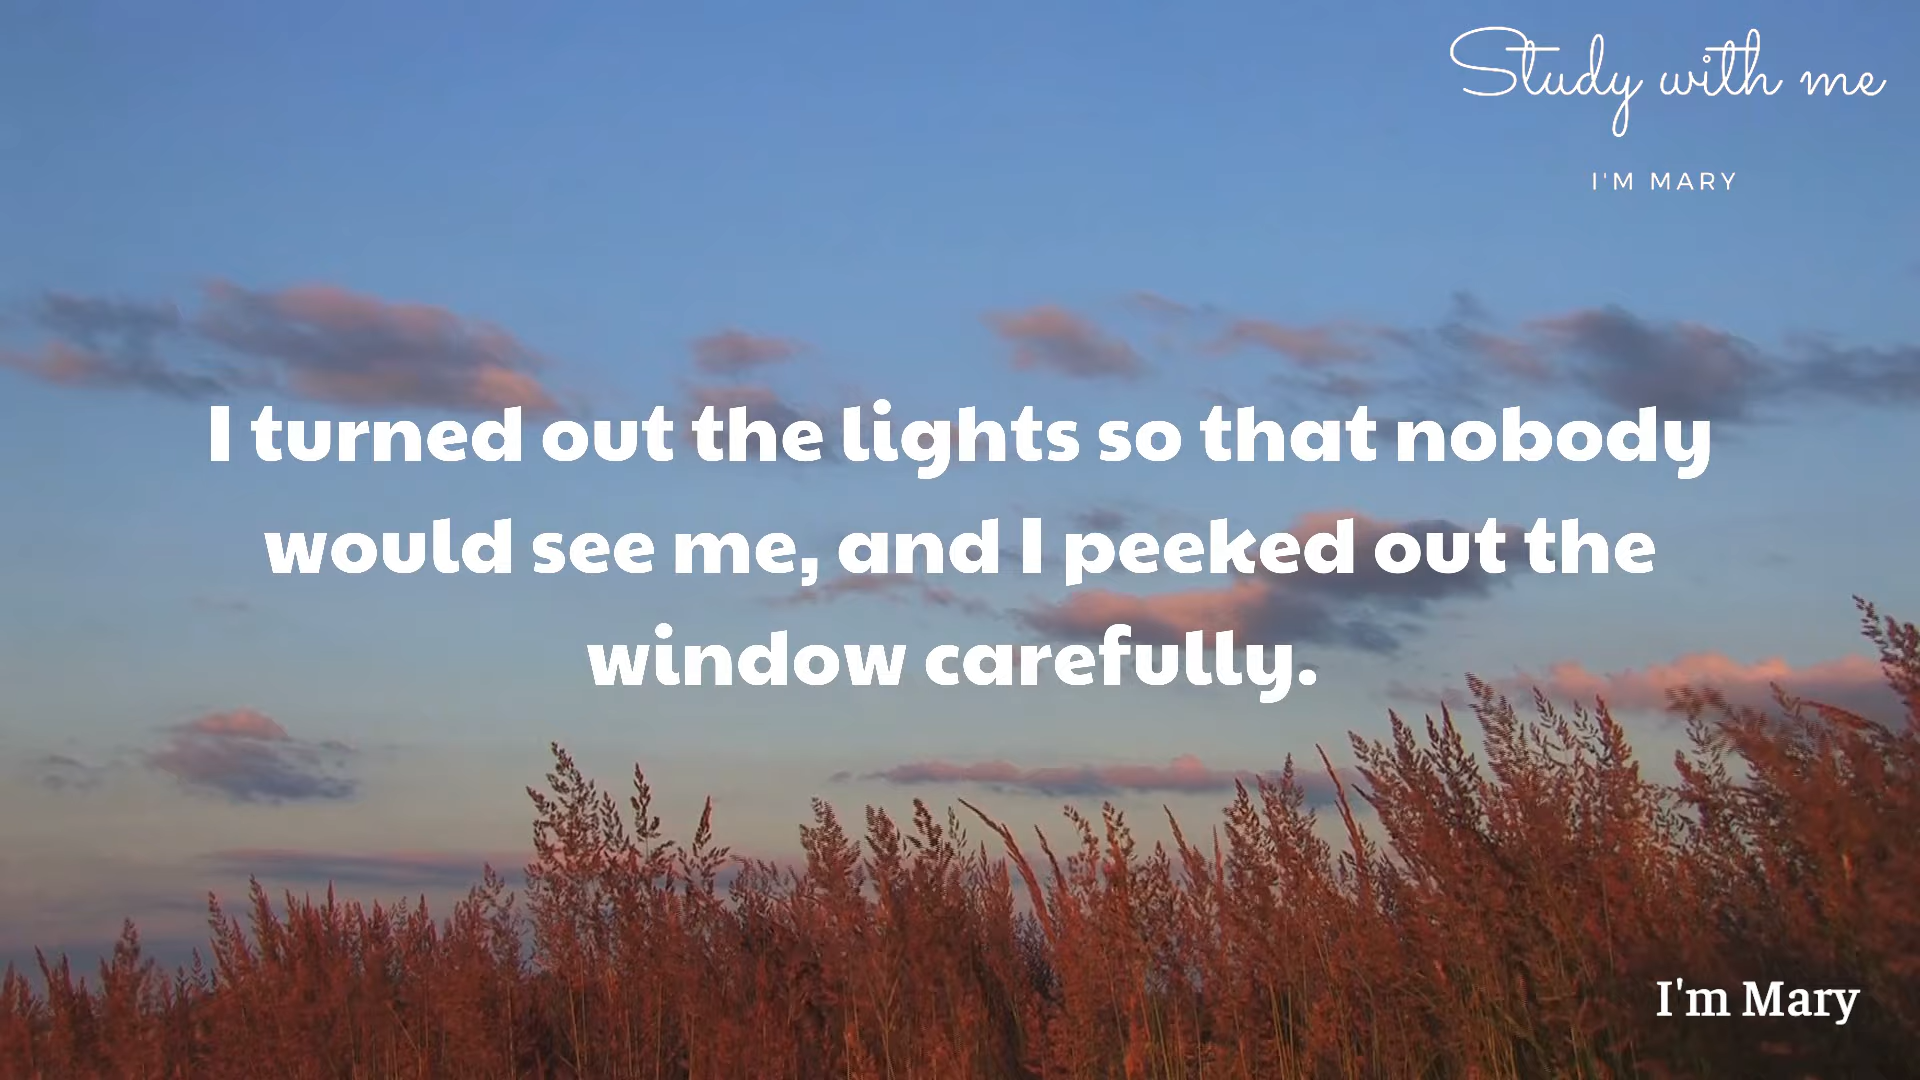 Study with me
I'M MARY
I turned out the lights so that nobody
would see me, and I peeked out the
window carefully.
I'm Mary